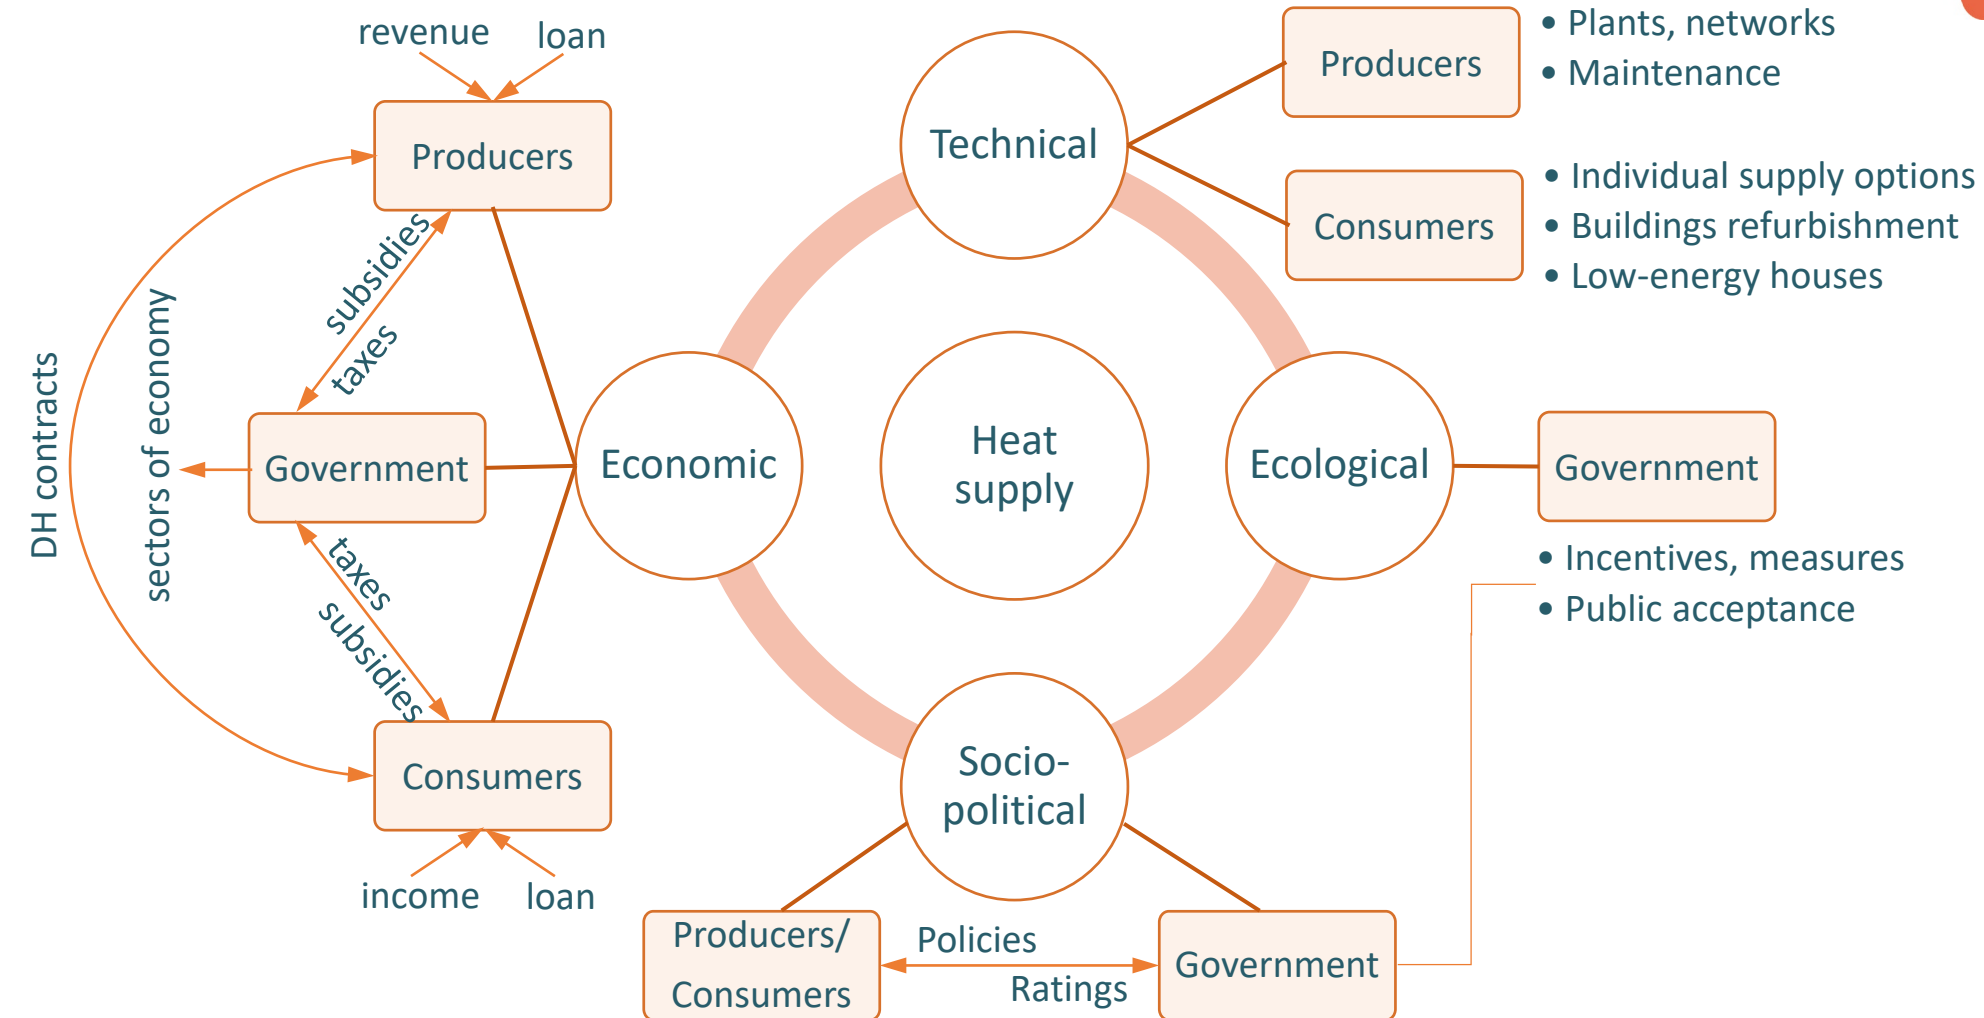 revenue
loan
Producers
subsidies
taxes
DH contracts
sectors of economy
Government
taxes
subsidies
Consumers
income
loan
Technical
Economic
Heat
supply
Ecological
Socio-
political
Producers
• Plants, networks
• Maintenance
Consumers
• Individual supply options
• Buildings refurbishment
• Low-energy houses
Government
• Incentives, measures
• Public acceptance
Producers/
Consumers
Policies
Ratings
Government